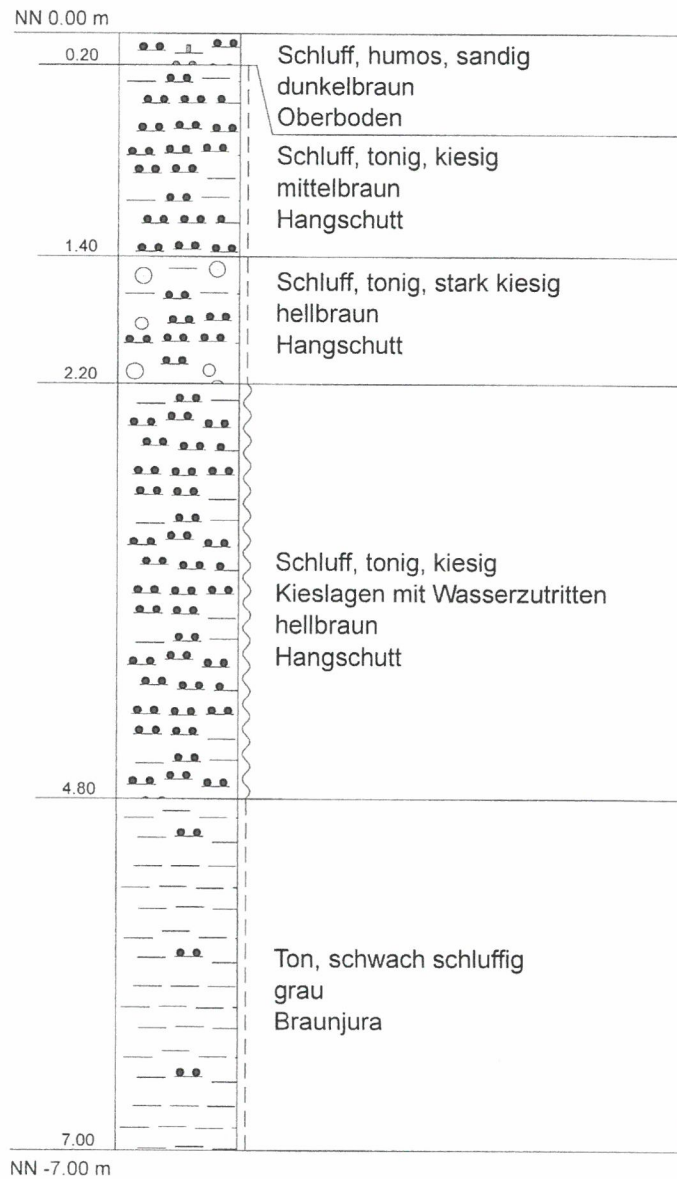 NN 0.00 m
0.20
Schluff, humos, sandig
dunkelbraun
Oberboden
Schluff, tonig, kiesig
mittelbraun
Hangschutt
1.40
Schluff, tonig, stark kiesig
hellbraun
Hangschutt
2.20
Schluff, tonig, kiesig
Kieslagen mit Wasserzutritten
hellbraun
Hangschutt
4.80
Ton, schwach schluffig
grau
Braunjura
7.00
NN -7.00 m